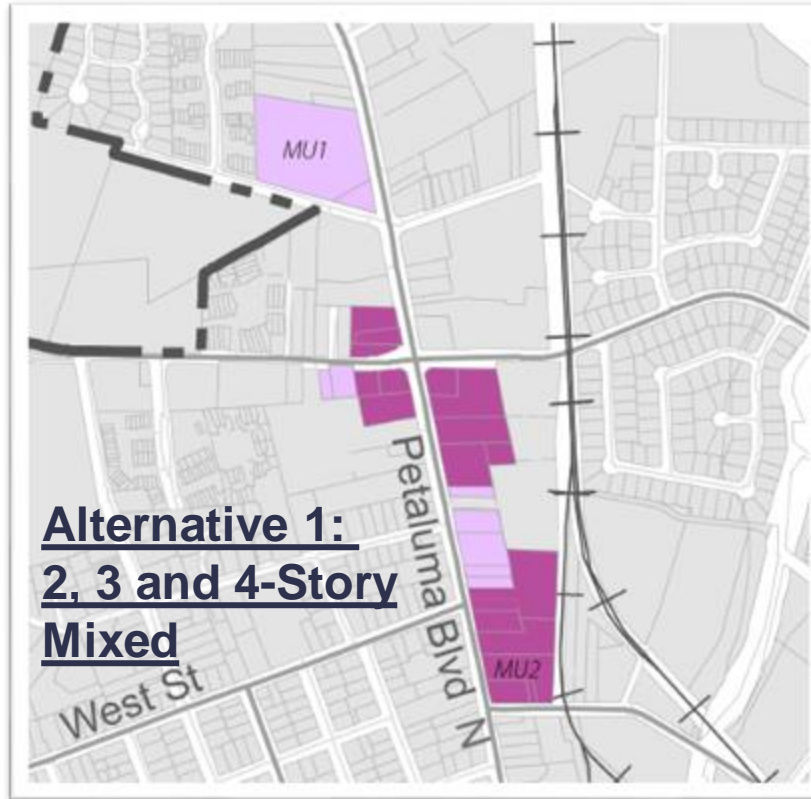 MU1
Petaluma Blvd N
Alternative 1:
2, 3 and 4-Story
Mixed
MU2
West St